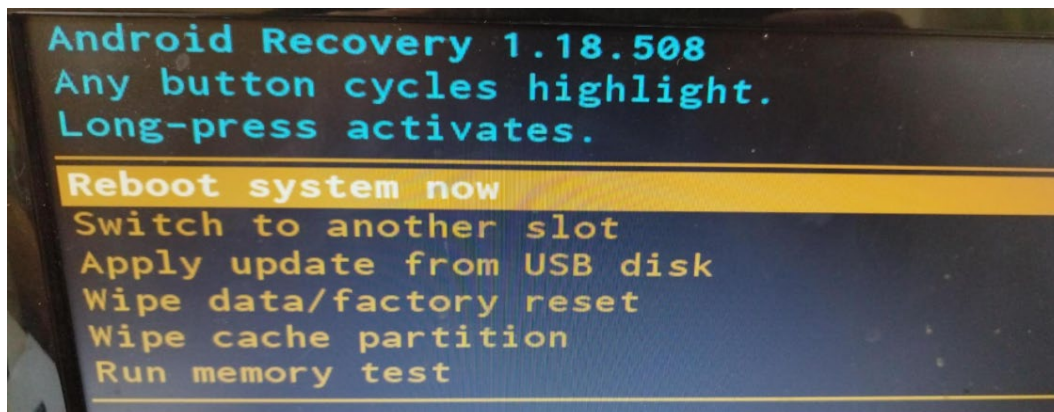 Android Recovery 1.18.508
Any button cycles highlight.
Long-press activates.
Reboot system now
Switch to another slot
Apply update from USB disk
Wipe data/factory reset
Wipe cache partition
Run memory test